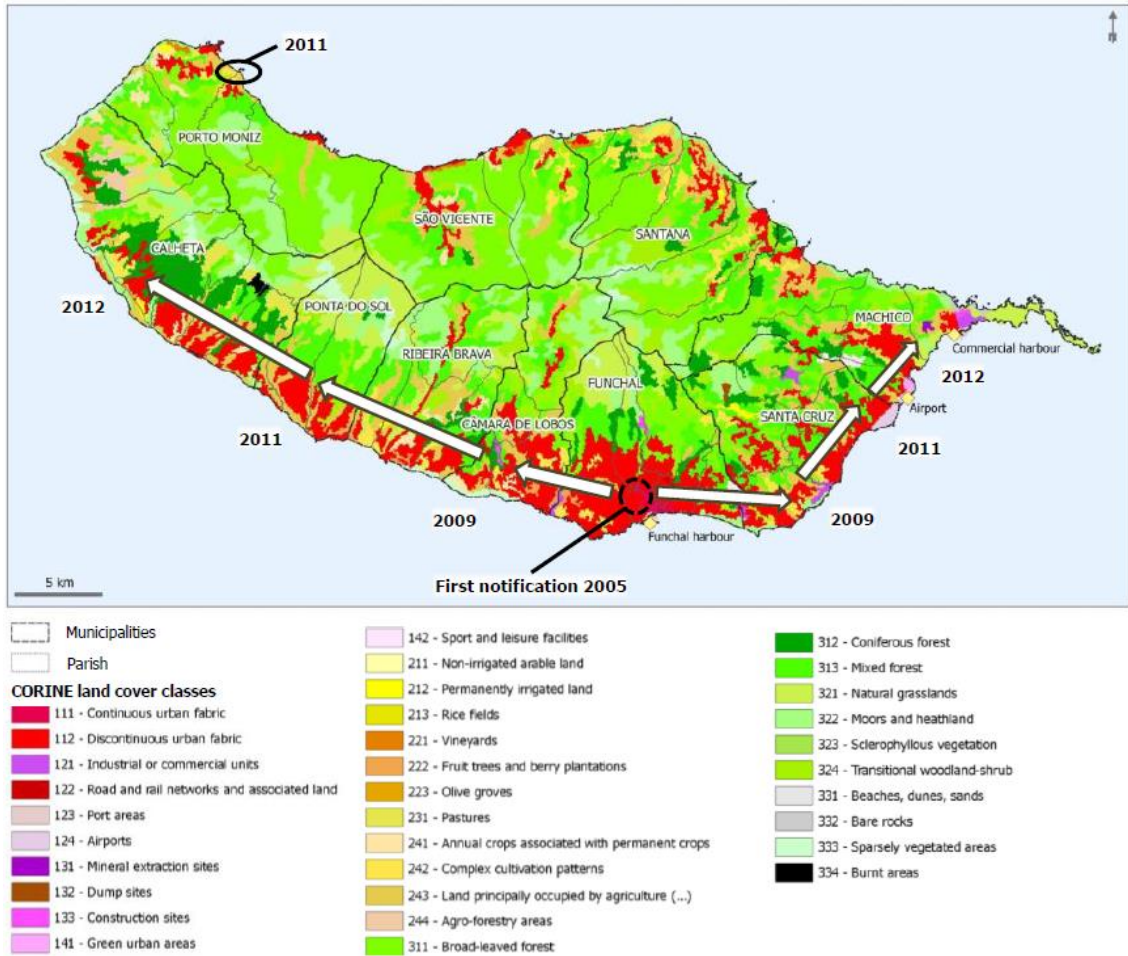 2011
n
PORTO MONIZ
SÃO VICENTE
SANTANA
CALHETA
2012
PONTA DO SOL
MACHICO
RIBEIRA BRAVA
Commercial harbour
FUNCHAL
2012
SANTA CRUZ
Airport
CÂMARA DE LOBOS
2011
2011
2009
2009
Funchal harbour
First notification 2005
5 km
Municipalities
Parish
CORINE land cover classes
111 - Continuous urban fabric
112 - Discontinuous urban fabric
121 - Industrial or commercial units
122 - Road and rail networks and associated land
123 - Port areas
124 - Airports
131 - Mineral extraction sites
132 - Dump sites
133 - Construction sites
141 - Green urban areas
142 - Sport and leisure facilities
211 - Non-irrigated arable land
212 - Permanently irrigated land
213 - Rice fields
221 - Vineyards
222 - Fruit trees and berry plantations
223 - Olive groves
231 - Pastures
241 - Annual crops associated with permanent crops
242 - Complex cultivation patterns
243 - Land principally occupied by agriculture (...)
244 - Agro-forestry areas
311 - Broad-leaved forest
312 - Coniferous forest
313 - Mixed forest
321 - Natural grasslands
322 - Moors and heathland
323 - Sclerophyllous vegetation
324 - Transitional woodland-shrub
331 - Beaches, dunes, sands
332 - Bare rocks
333 - Sparsely vegetated areas
334 - Burnt areas